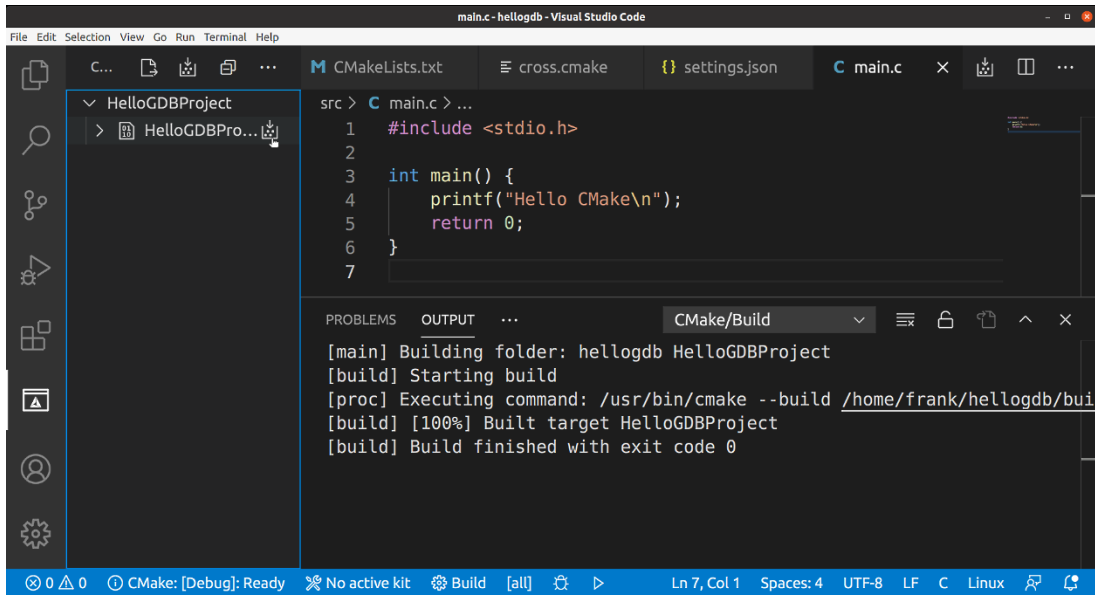 main.c - hellogdb - Visual Studio Code
File Edit Selection View Go Run Terminal Help
C... ...
M CMakeLists.txt cross.cmake {} settings.json C main.c ...
HelloGDBProject
HelloGDBPro...
src > C main.c > ...
1 #include <stdio.h>
2
3 int main() {
4 printf("Hello CMake\n");
5 return 0;
6 }
7
PROBLEMS OUTPUT ... CMake/Build
[main] Building folder: hellogdb HelloGDBProject
[build] Starting build
[proc] Executing command: /usr/bin/cmake --build /home/frank/hellogdb/bui
[build] [100%] Built target HelloGDBProject
[build] Build finished with exit code 0
0 0 CMake: [Debug]: Ready No active kit Build [all] Ln 7, Col 1 Spaces: 4 UTF-8 LF C Linux